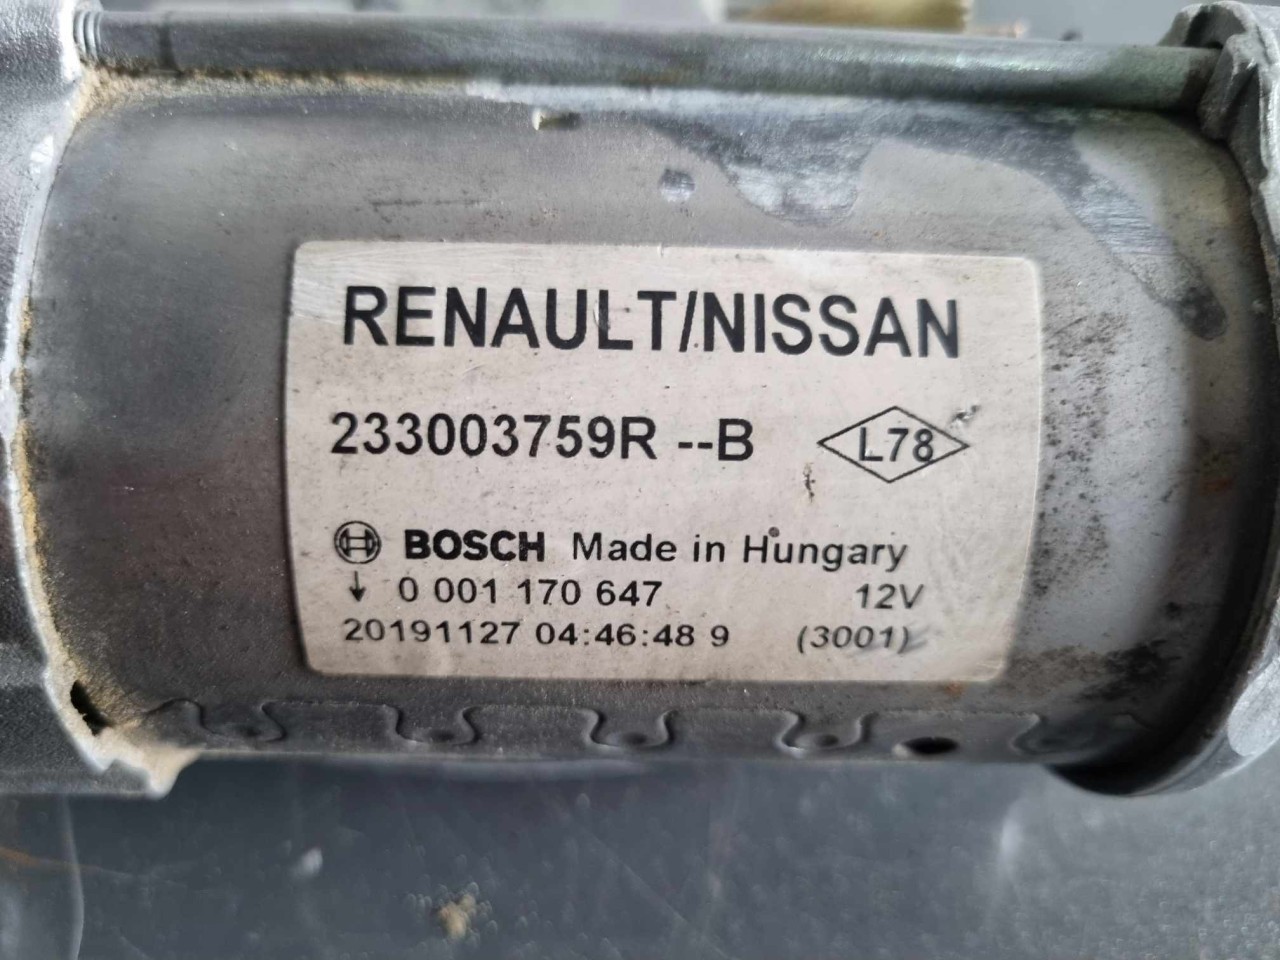 RENAULT/NISSAN
233003759R --B L78
BOSCH Made in Hungary
↓ 0 001 170 647 12V
20191127 04:46:48 9 (3001)